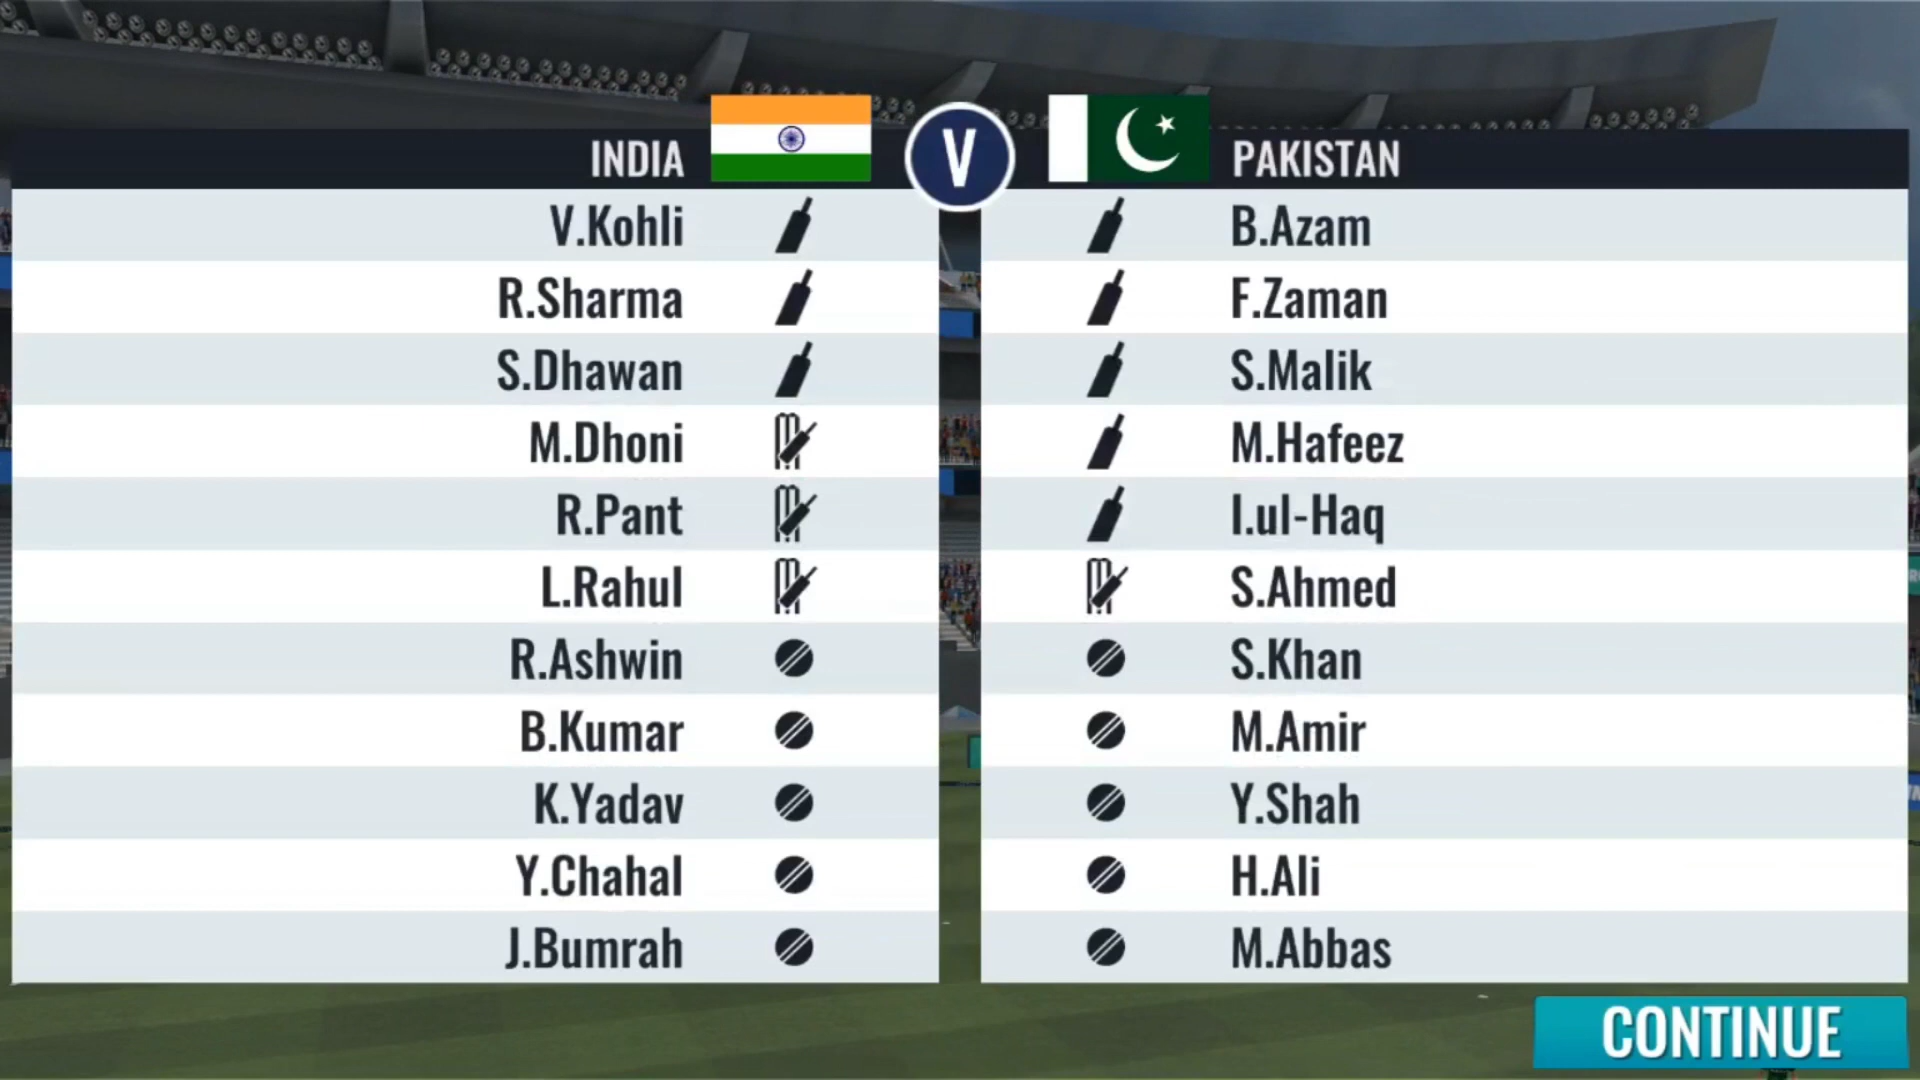 INDIA V PAKISTAN
V.Kohli B.Azam
R.Sharma F.Zaman
S.Dhawan S.Malik
M.Dhoni M.Hafeez
R.Pant I.ul-Haq
L.Rahul S.Ahmed
R.Ashwin S.Khan
B.Kumar M.Amir
K.Yadav Y.Shah
Y.Chahal H.Ali
J.Bumrah M.Abbas
CONTINUE